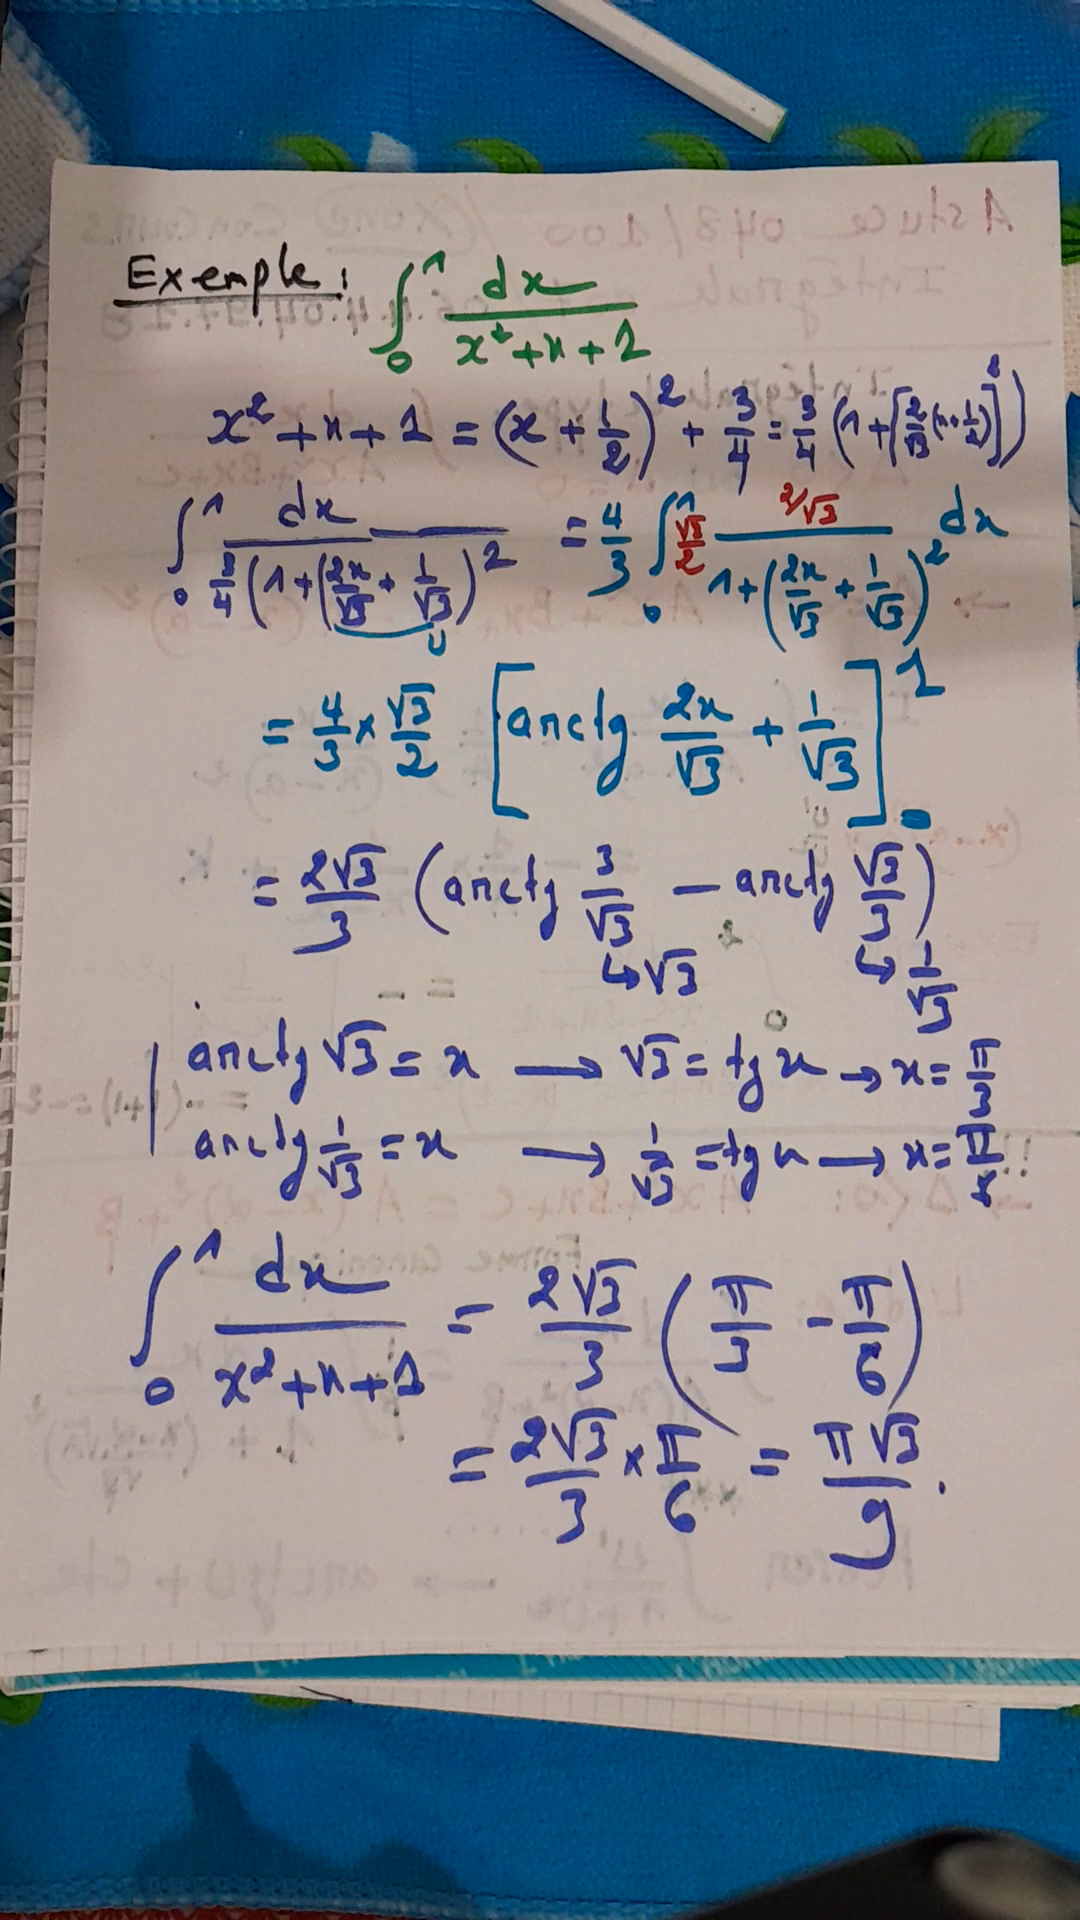 Exemple: ∫₀¹ dx / (x²+x+1)
x²+x+1 = (x + 1/2)² + 3/4 = 3/4 (1+[2/√3 (x+1/2)]²)
∫₀¹ dx / (3/4 (1+(2x/√3 + 1/√3)²) = 4/3 ∫₀¹ √3/2 (2/√3) / (1+(2x/√3 + 1/√3)²) dx
U
= 4/3 × √3/2 [arctg 2x/√3 + 1/√3]₀¹
= 2√3/3 (arctg 3/√3 − arctg √3/3)
↳ √3 ↳ 1/√3
arctg √3 = x → √3 = tg x → x = π/3
arctg 1/√3 = x → 1/√3 = tg x → x = π/
∫₀¹ dx / (x²+x+1) = 2√3/3 (π/3 - π/6)
= 2√3/3 × π/6 = π√3/9.